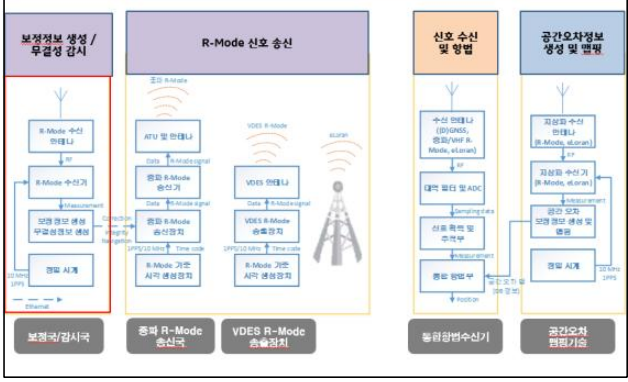 보정정보 생성 /
무결성 감시
R-Mode 신호 송신
신호 수신
및 항법
공간오차정보
생성 및 맵핑
R-Mode 수신
안테나
RF
R-Mode 수신기
Measurement
보정정보 생성
무결성정보 생성
정밀 시계
10 MHz
1PPS
Ethernet
보정국/감시국
Correction
Integrity
Navigation
중파 R-Mode
ATU 및 안테나
Data
R-Mode signal
중파 R-Mode
송신기
Data
R-Mode signal
중파 R-Mode
송신장치
1PPS/10 MHz
Time code
R-Mode 기준
시각 생성장치
중파 R-Mode
송신국
VDES R-Mode
VDES 안테나
Data
R-Mode signal
VDES R-Mode
송출장치
1PPS/10 MHz
Time code
R-Mode 기준
시각 생성장치
VDES R-Mode
송출장치
eLoran
수신 안테나
((D)GNSS,
중파/VHF R-
Mode, eLoran)
RF
대역 필터 및 ADC
Sampling data
신호 획득 및
추적부
Measurement
통합 항법부
Position
통합항법수신기
지상파 수신
안테나
(R-Mode, eLoran)
RF
지상파 수신기
(R-Mode, eLoran)
Measurement
공간 오차
보정정보 생성 및
맵핑
공간오차 맵
정밀 시계
10 MHz
1PPS
공간오차
맵핑기술